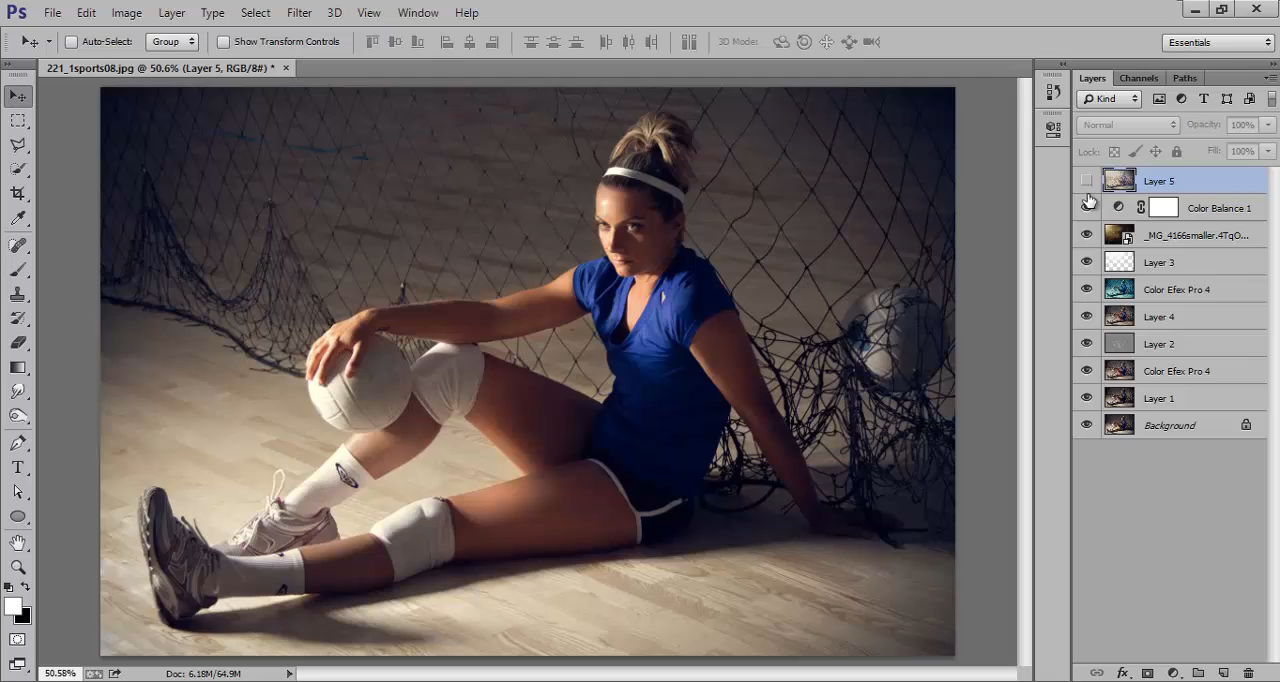 Ps File Edit Image Layer Type Select Filter 3D View Window Help
Auto-Select: Group Show Transform Controls 3D Mode: Essentials
221_1sports08.jpg @ 50.6% (Layer 5, RGB/8#) * ×
Layers Channels Paths
Kind
Normal Opacity: 100%
Lock: Fill: 100%
Layer 5
Color Balance 1
_MG_4166smaller.4TqO...
Layer 3
Color Efex Pro 4
Layer 4
Layer 2
Color Efex Pro 4
Layer 1
Background
50.58% Doc: 6.18M/64.9M